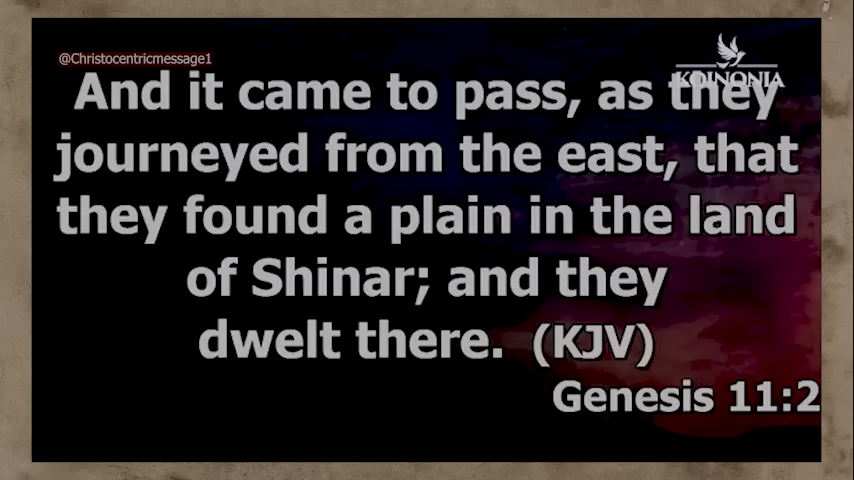 @Christocentricmessage1
KOINONIA
And it came to pass, as they
journeyed from the east, that
they found a plain in the land
of Shinar; and they
dwelt there. (KJV)
Genesis 11:2